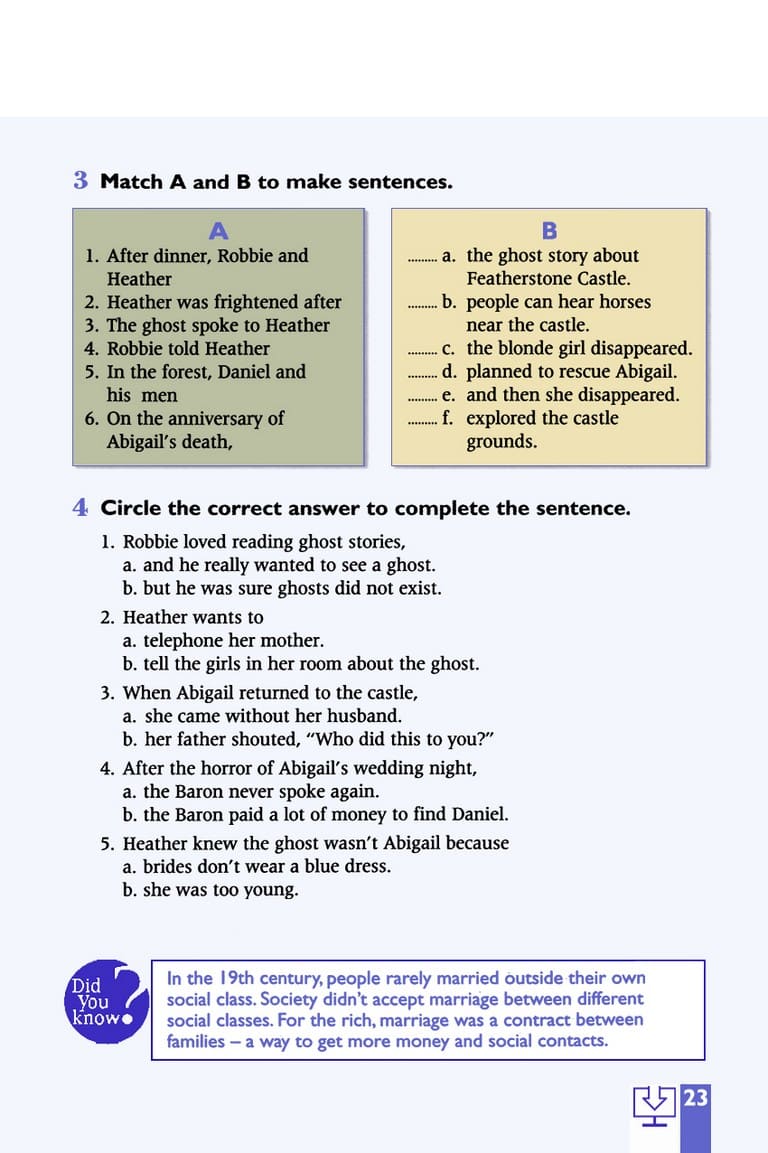 3 Match A and B to make sentences.
A
1. After dinner, Robbie and
Heather
2. Heather was frightened after
3. The ghost spoke to Heather
4. Robbie told Heather
5. In the forest, Daniel and
his men
6. On the anniversary of
Abigail's death,
B
......... a. the ghost story about
Featherstone Castle.
......... b. people can hear horses
near the castle.
......... c. the blonde girl disappeared.
......... d. planned to rescue Abigail.
......... e. and then she disappeared.
......... f. explored the castle
grounds.
4 Circle the correct answer to complete the sentence.
1. Robbie loved reading ghost stories,
a. and he really wanted to see a ghost.
b. but he was sure ghosts did not exist.
2. Heather wants to
a. telephone her mother.
b. tell the girls in her room about the ghost.
3. When Abigail returned to the castle,
a. she came without her husband.
b. her father shouted, “Who did this to you?”
4. After the horror of Abigail's wedding night,
a. the Baron never spoke again.
b. the Baron paid a lot of money to find Daniel.
5. Heather knew the ghost wasn't Abigail because
a. brides don't wear a blue dress.
b. she was too young.
Did
You
know?
In the 19th century, people rarely married outside their own
social class. Society didn't accept marriage between different
social classes. For the rich, marriage was a contract between
families – a way to get more money and social contacts.
23